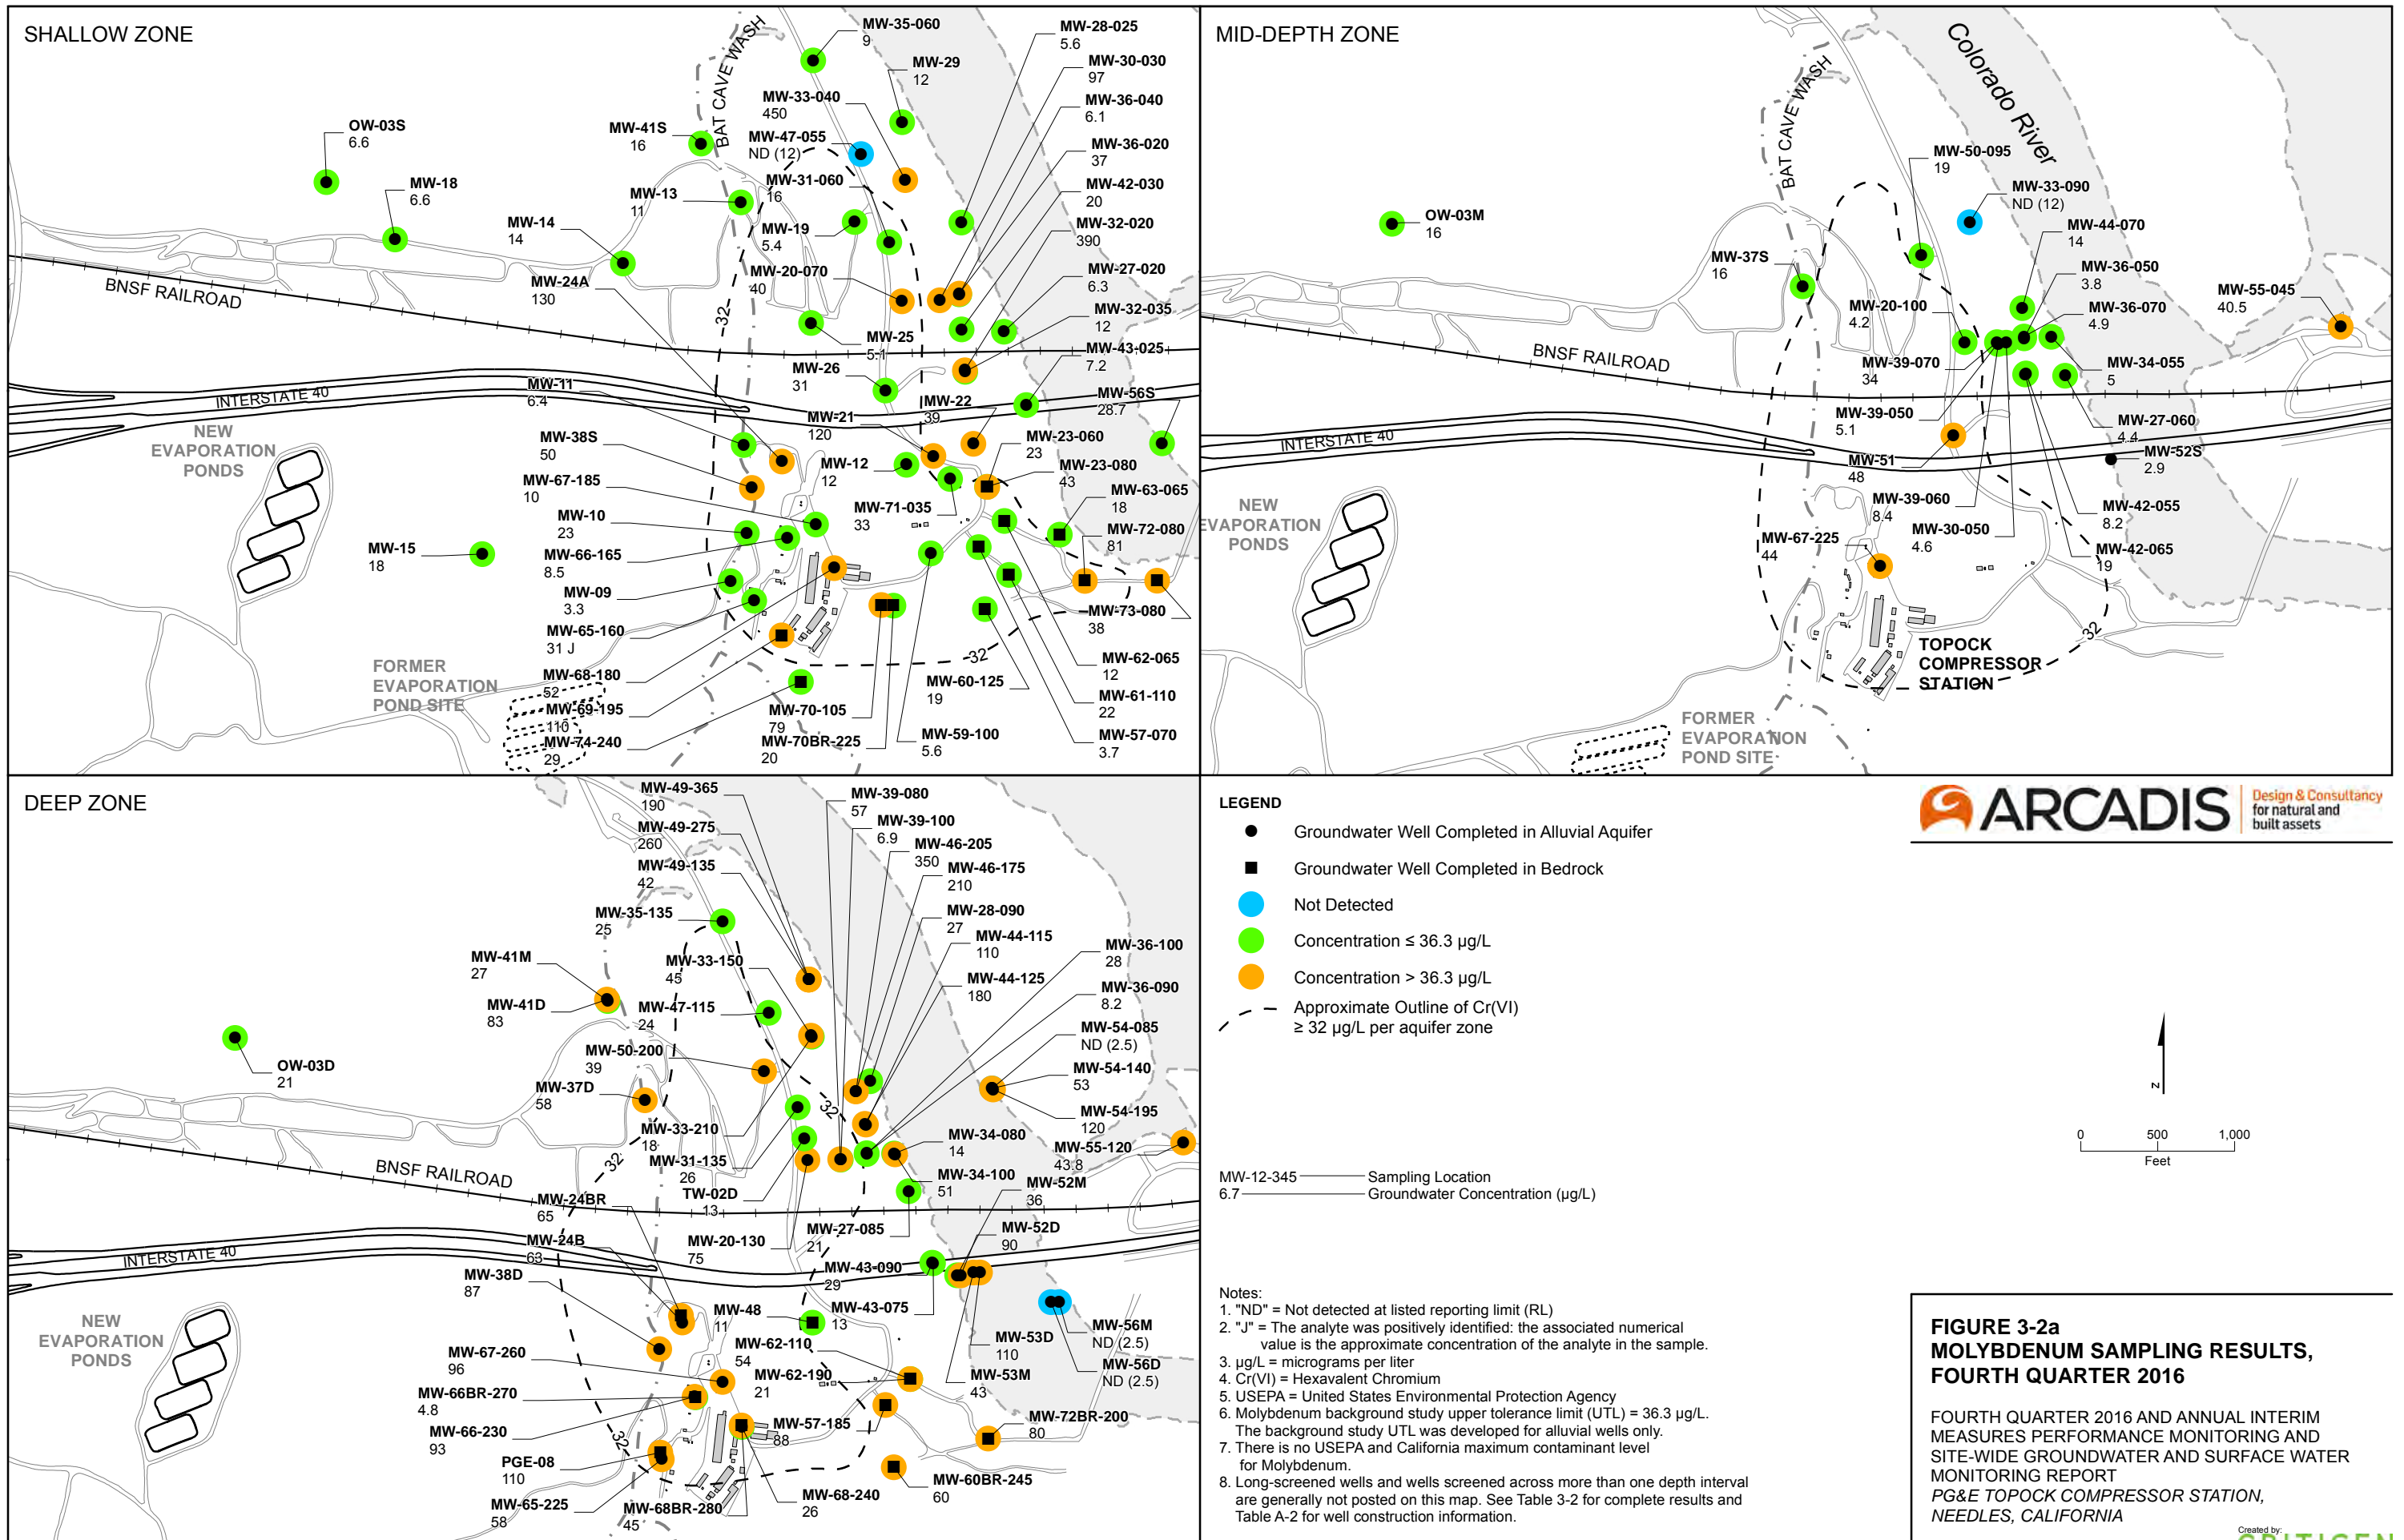 SHALLOW ZONE
BAT CAVE WASH
MW-35-060
9
MW-29
12
MW-28-025
5.6
MW-30-030
97
MW-33-040
450
MW-36-040
6.1
OW-03S
6.6
MW-41S
16
MW-47-055
ND (12)
MW-36-020
37
MW-18
6.6
MW-13
11
MW-31-060
16
MW-42-030
20
MW-14
14
MW-19
5.4
MW-32-020
390
MW-24A
130
MW-20-070
40
MW-27-020
6.3
BNSF RAILROAD
32
MW-25
5.1
MW-32-035
12
MW-26
31
MW-43-025
7.2
INTERSTATE 40
MW-11
6.4
MW-21
120
MW-22
39
MW-56S
28.7
NEW
EVAPORATION
PONDS
MW-38S
50
MW-12
12
MW-23-060
23
MW-67-185
10
MW-23-080
43
MW-71-035
33
MW-63-065
18
MW-10
23
MW-72-080
81
MW-15
18
MW-66-165
8.5
MW-09
3.3
MW-73-080
38
MW-65-160
31 J
32
MW-62-065
12
FORMER
EVAPORATION
POND SITE
MW-68-180
52
MW-60-125
19
MW-61-110
22
MW-69-195
110
MW-70-105
79
MW-59-100
5.6
MW-57-070
3.7
MW-74-240
29
MW-70BR-225
20
MID-DEPTH ZONE
Colorado River
BAT CAVE WASH
MW-50-095
19
MW-33-090
ND (12)
OW-03M
16
MW-44-070
14
MW-37S
16
MW-36-050
3.8
MW-55-045
40.5
MW-20-100
4.2
MW-36-070
4.9
BNSF RAILROAD
MW-39-070
34
MW-34-055
5
MW-39-050
5.1
MW-27-060
4.4
INTERSTATE 40
MW-51
48
MW-52S
2.9
NEW
EVAPORATION
PONDS
MW-39-060
8.4
MW-42-055
8.2
MW-67-225
44
MW-30-050
4.6
MW-42-065
19
32
TOPOCK
COMPRESSOR
STATION
FORMER
EVAPORATION
POND SITE
DEEP ZONE
MW-49-365
190
MW-39-080
57
MW-49-275
260
MW-39-100
6.9
MW-46-205
350
MW-49-135
42
MW-46-175
210
MW-35-135
25
MW-28-090
27
MW-44-115
110
MW-36-100
28
MW-41M
27
MW-33-150
45
MW-44-125
180
MW-36-090
8.2
MW-41D
83
MW-47-115
24
MW-54-085
ND (2.5)
OW-03D
21
MW-50-200
39
MW-54-140
53
MW-37D
58
32
MW-54-195
120
MW-33-210
18
MW-34-080
14
MW-55-120
43.8
BNSF RAILROAD
32
MW-31-135
26
MW-34-100
51
MW-52M
36
MW-24BR
65
TW-02D
13
MW-24B
63
MW-20-130
75
MW-27-085
21
MW-52D
90
INTERSTATE 40
MW-38D
87
MW-43-090
29
MW-48
11
MW-43-075
13
NEW
EVAPORATION
PONDS
MW-53D
110
MW-56M
ND (2.5)
MW-67-260
96
MW-62-110
54
MW-56D
ND (2.5)
MW-66BR-270
4.8
MW-62-190
21
MW-53M
43
MW-66-230
93
MW-57-185
88
MW-72BR-200
80
32
PGE-08
110
MW-60BR-245
60
MW-65-225
58
MW-68BR-280
45
MW-68-240
26
LEGEND
Groundwater Well Completed in Alluvial Aquifer
Groundwater Well Completed in Bedrock
Not Detected
Concentration ≤ 36.3 µg/L
Concentration > 36.3 µg/L
Approximate Outline of Cr(VI)
≥ 32 µg/L per aquifer zone
MW-12-345 Sampling Location
6.7 Groundwater Concentration (µg/L)
Notes:
1. "ND" = Not detected at listed reporting limit (RL)
2. "J" = The analyte was positively identified: the associated numerical
value is the approximate concentration of the analyte in the sample.
3. µg/L = micrograms per liter
4. Cr(VI) = Hexavalent Chromium
5. USEPA = United States Environmental Protection Agency
6. Molybdenum background study upper tolerance limit (UTL) = 36.3 µg/L.
The background study UTL was developed for alluvial wells only.
7. There is no USEPA and California maximum contaminant level
for Molybdenum.
8. Long-screened wells and wells screened across more than one depth interval
are generally not posted on this map. See Table 3-2 for complete results and
Table A-2 for well construction information.
ARCADIS
Design & Consultancy
for natural and
built assets
N
0 500 1,000
Feet
FIGURE 3-2a
MOLYBDENUM SAMPLING RESULTS,
FOURTH QUARTER 2016
FOURTH QUARTER 2016 AND ANNUAL INTERIM
MEASURES PERFORMANCE MONITORING AND
SITE-WIDE GROUNDWATER AND SURFACE WATER
MONITORING REPORT
PG&E TOPOCK COMPRESSOR STATION,
NEEDLES, CALIFORNIA
Created by: